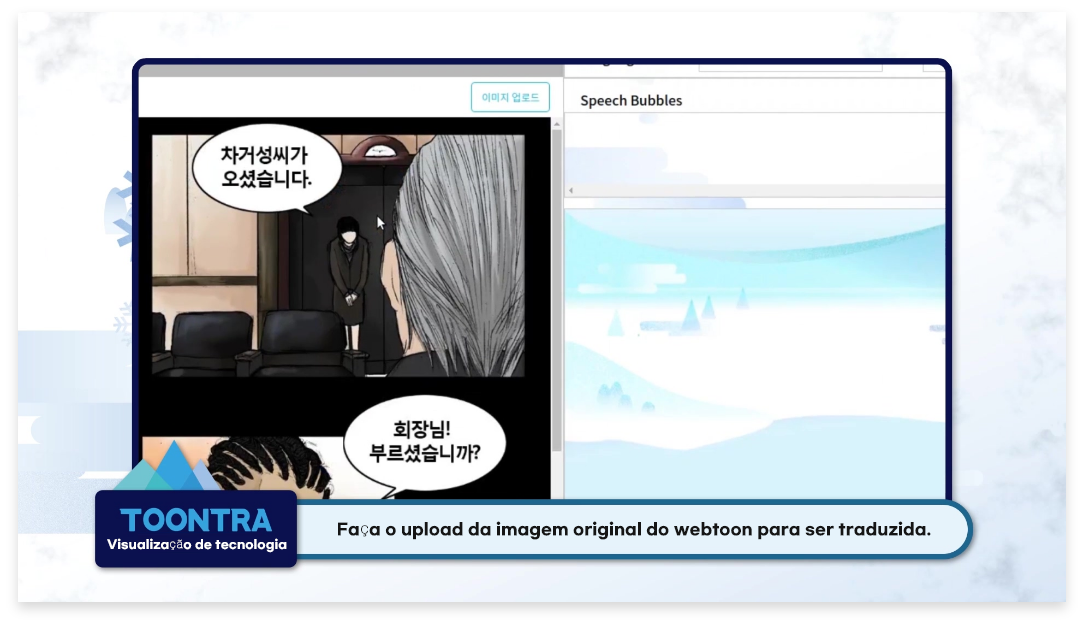 이미지 업로드
Speech Bubbles
차거성씨가
오셨습니다.
회장님!
부르셨습니까?
TOONTRA
Visualização de tecnologia
Faça o upload da imagem original do webtoon para ser traduzida.